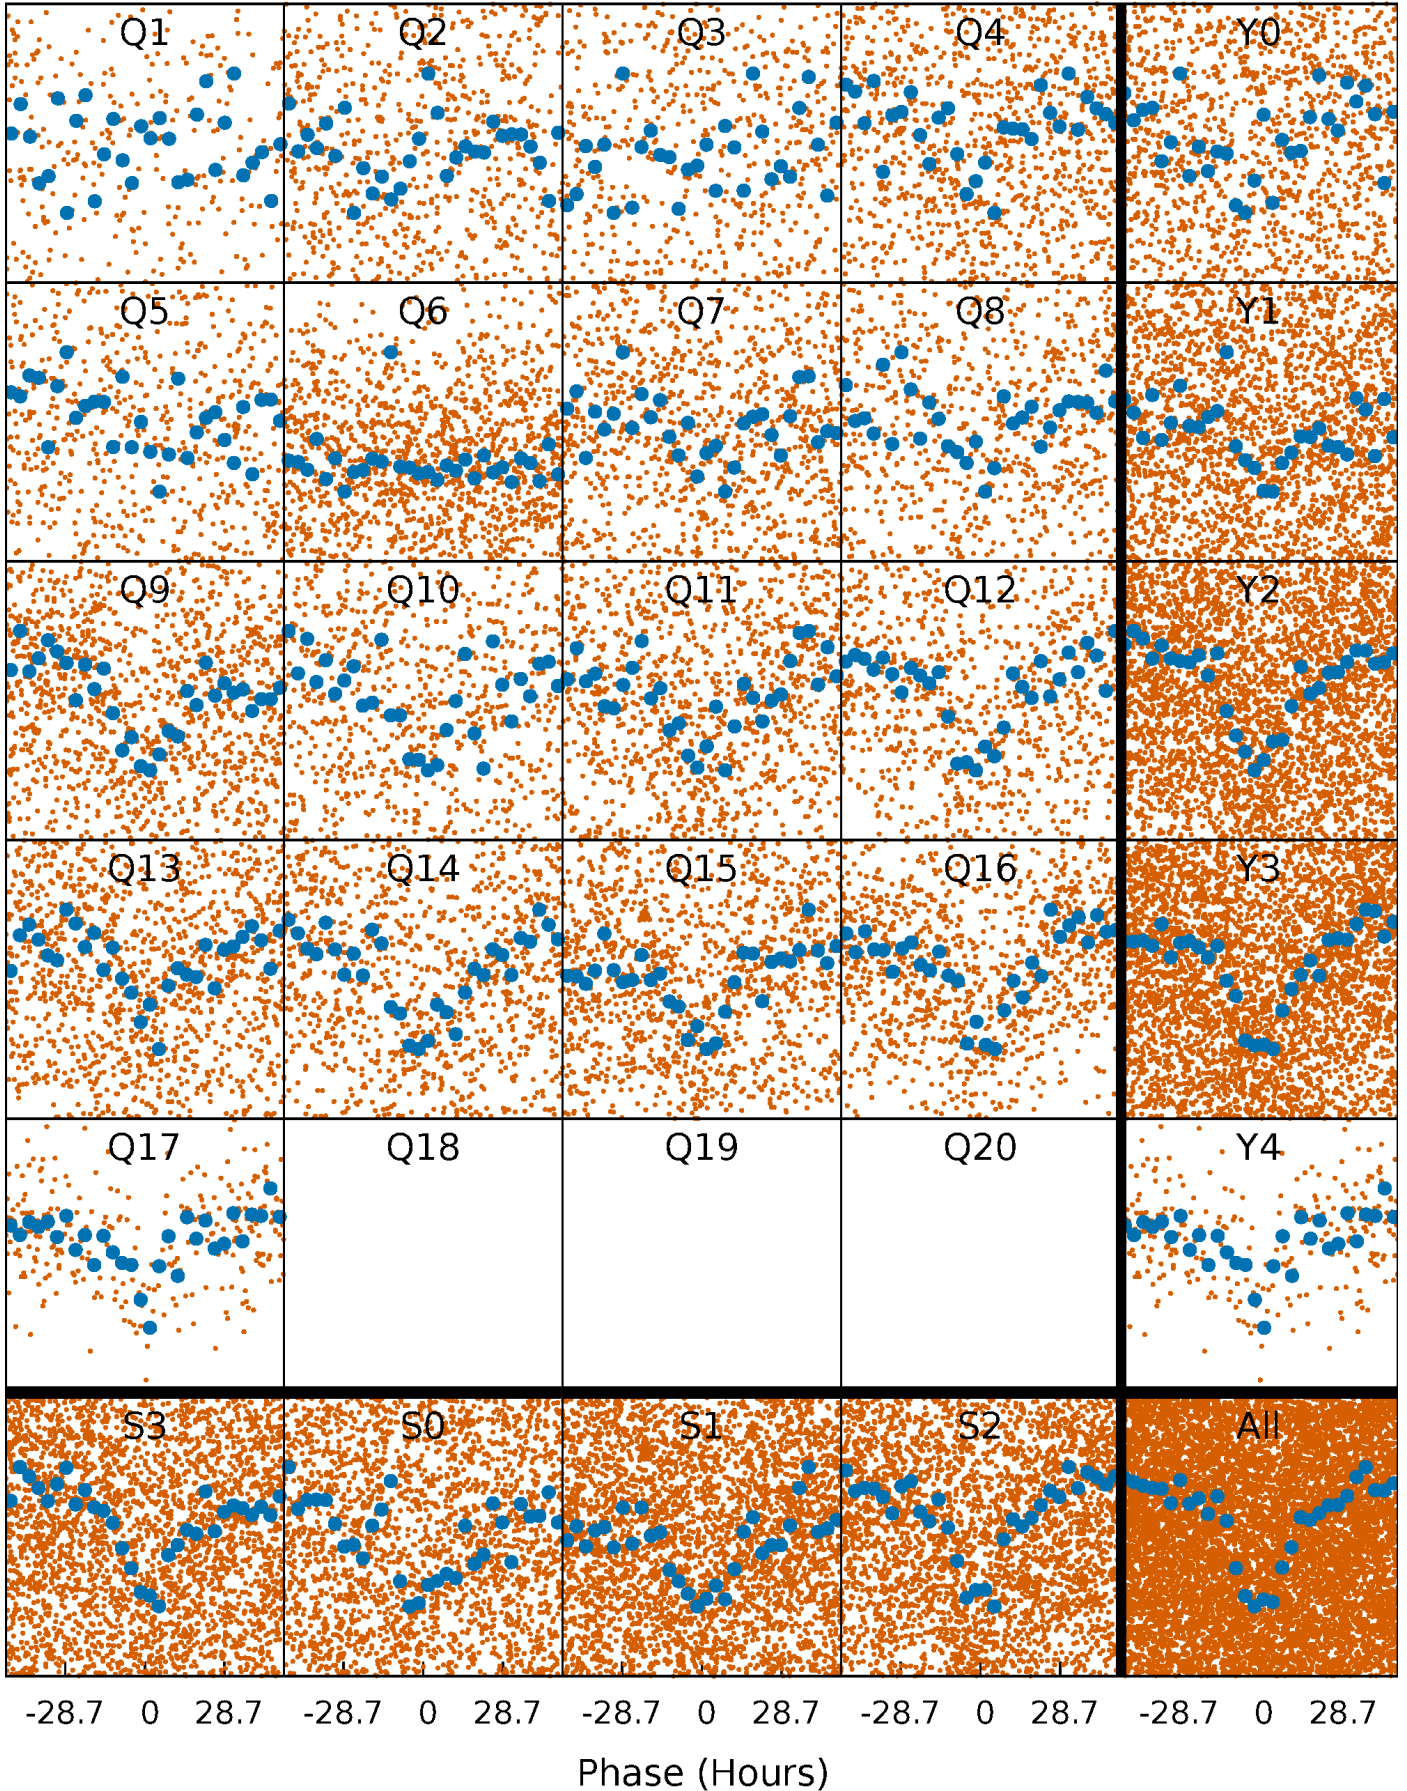 Q1 Q2 Q3 Q4 Y0
Q5 Q6 Q7 Q8 Y1
Q9 Q10 Q11 Q12 Y2
Q13 Q14 Q15 Q16 Y3
Q17 Q18 Q19 Q20 Y4
S3 S0 S1 S2 All
-28.7 0 28.7 -28.7 0 28.7 -28.7 0 28.7 -28.7 0 28.7 -28.7 0 28.7
Phase (Hours)